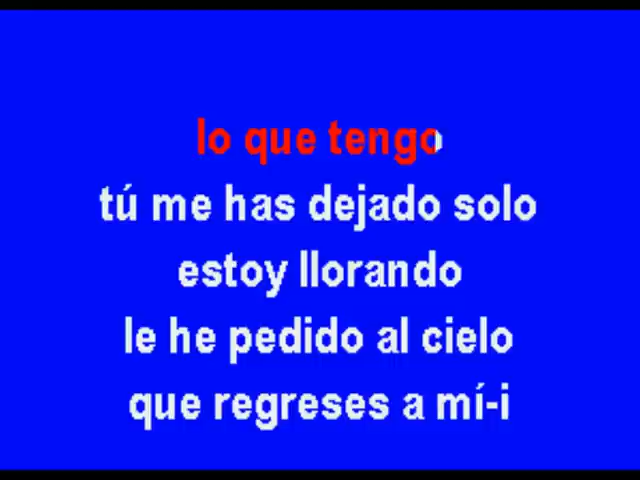 lo que tengo
tú me has dejado solo
estoy llorando
le he pedido al cielo
que regreses a mí-i